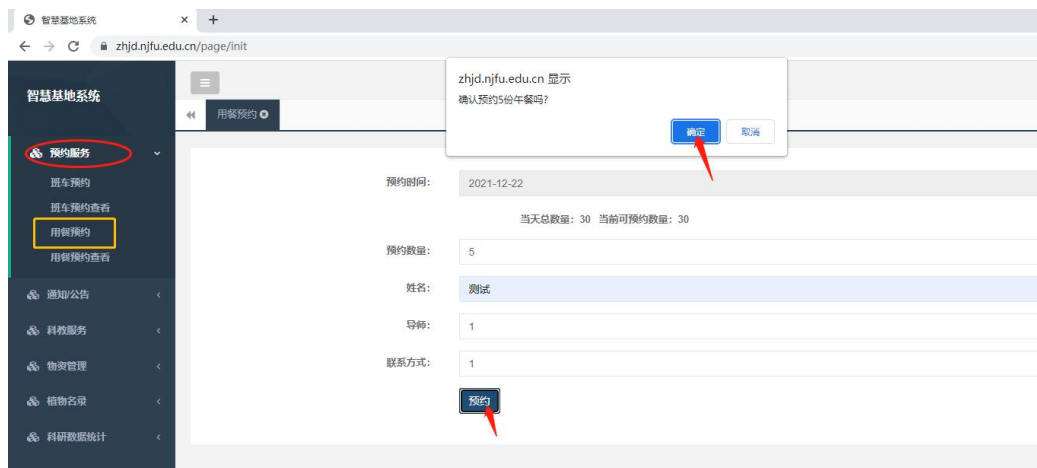 智慧基地系统
zhjd.njfu.edu.cn/page/init
智慧基地系统
zhjd.njfu.edu.cn 显示
确认预约5份午餐吗?
确定 取消
用餐预约
预约服务
班车预约
班车预约查看
用餐预约
用餐预约查看
通知/公告
科教服务
物资管理
植物名录
科研数据统计
预约时间: 2021-12-22
当天总数量: 30 当前可预约数量: 30
预约数量: 5
姓名: 测试
导师: 1
联系方式: 1
预约